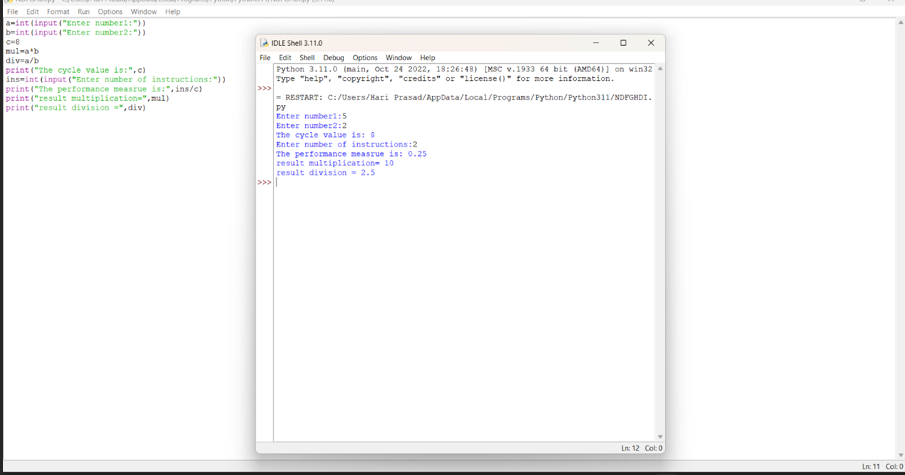 File Edit Format Run Options Window Help
a=int(input("Enter number1:"))
b=int(input("Enter number2:"))
c=8
mul=a*b
div=a/b
print("The cycle value is:",c)
ins=int(input("Enter number of instructions:"))
print("The performance measrue is:",ins/c)
print("result multiplication=",mul)
print("result division =",div)
IDLE Shell 3.11.0
File Edit Shell Debug Options Window Help
Python 3.11.0 (main, Oct 24 2022, 18:26:48) [MSC v.1933 64 bit (AMD64)] on win32
Type "help", "copyright", "credits" or "license()" for more information.
>>>
= RESTART: C:/Users/Hari Prasad/AppData/Local/Programs/Python/Python311/NDFGHDI.
py
Enter number1:5
Enter number2:2
The cycle value is: 8
Enter number of instructions:2
The performance measrue is: 0.25
result multiplication= 10
result division = 2.5
>>>
Ln: 12 Col: 0
Ln: 11 Col: 0